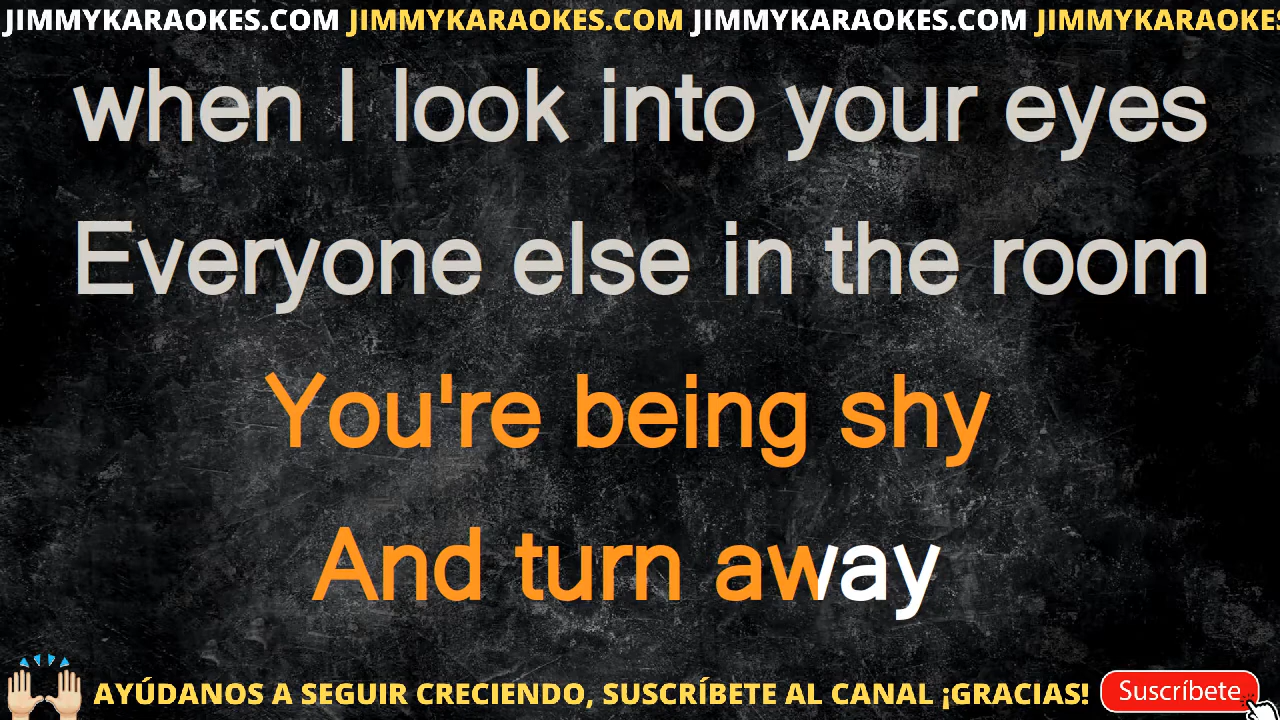 JIMMYKARAOKES.COM JIMMYKARAOKES.COM JIMMYKARAOKES.COM JIMMYKARAOKES
when I look into your eyes
Everyone else in the room
You're being shy
And turn away
AYÚDANOS A SEGUIR CRECIENDO, SUSCRÍBETE AL CANAL ¡GRACIAS! Suscríbete